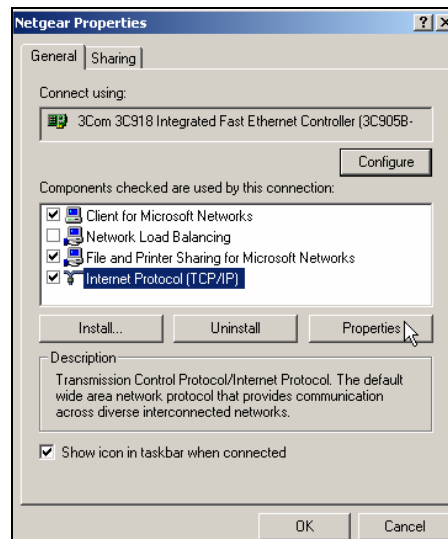 Netgear Properties
General Sharing
Connect using:
3Com 3C918 Integrated Fast Ethernet Controller (3C905B-
Configure
Components checked are used by this connection:
Client for Microsoft Networks
Network Load Balancing
File and Printer Sharing for Microsoft Networks
Internet Protocol (TCP/IP)
Install... Uninstall Properties
Description
Transmission Control Protocol/Internet Protocol. The default
wide area network protocol that provides communication
across diverse interconnected networks.
Show icon in taskbar when connected
OK Cancel